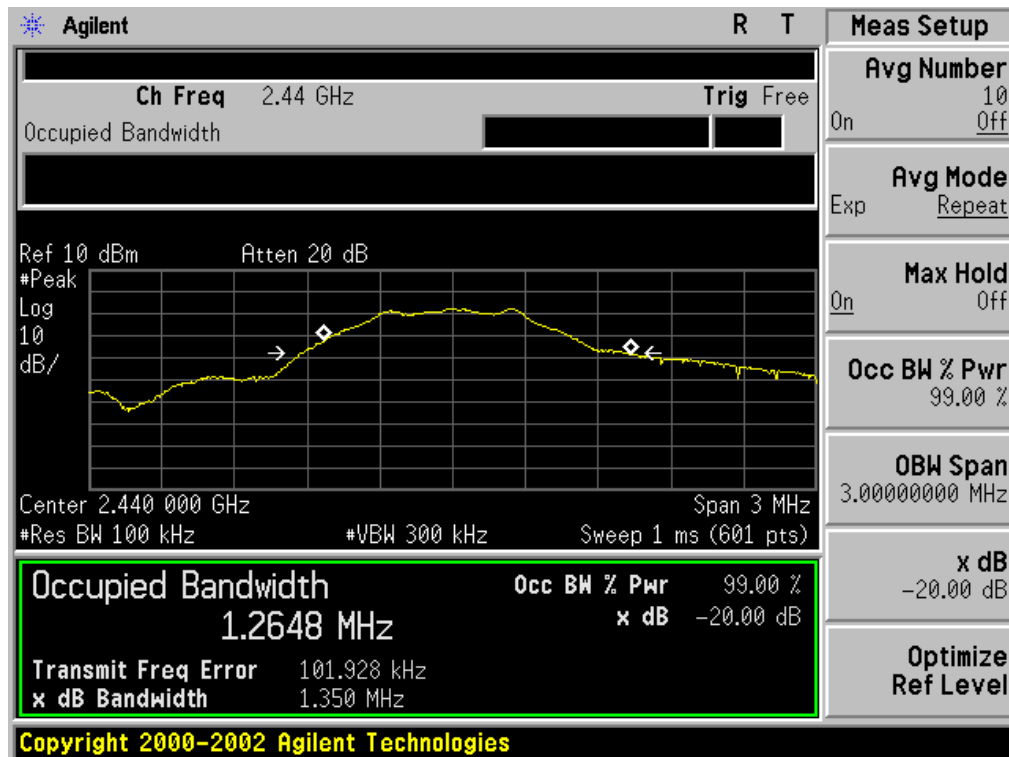 Agilent R T
Ch Freq 2.44 GHz Trig Free
Occupied Bandwidth
Ref 10 dBm Atten 20 dB
#Peak
Log
10
dB/
Center 2.440 000 GHz Span 3 MHz
#Res BW 100 kHz #VBW 300 kHz Sweep 1 ms (601 pts)
Occupied Bandwidth Occ BW % Pwr 99.00 %
1.2648 MHz x dB -20.00 dB
Transmit Freq Error 101.928 kHz
x dB Bandwidth 1.350 MHz
Copyright 2000-2002 Agilent Technologies
Meas Setup
Avg Number
10
On Off
Avg Mode
Exp Repeat
Max Hold
On Off
Occ BW % Pwr
99.00 %
OBW Span
3.00000000 MHz
x dB
-20.00 dB
Optimize
Ref Level